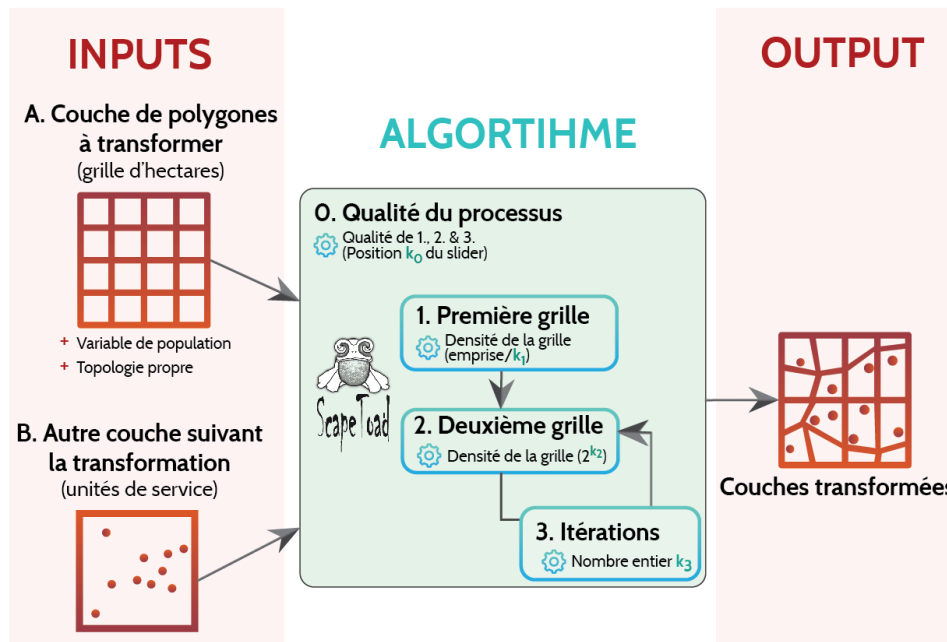 INPUTS
A. Couche de polygones
à transformer
(grille d'hectares)
+ Variable de population
+ Topologie propre
B. Autre couche suivant
la transformation
(unités de service)
ALGORTIHME
0. Qualité du processus
Qualité de 1., 2. & 3.
(Position k0 du slider)
1. Première grille
Densité de la grille
(emprise/k1)
ScapeToad
2. Deuxième grille
Densité de la grille (2^k2)
3. Itérations
Nombre entier k3
OUTPUT
Couches transformées